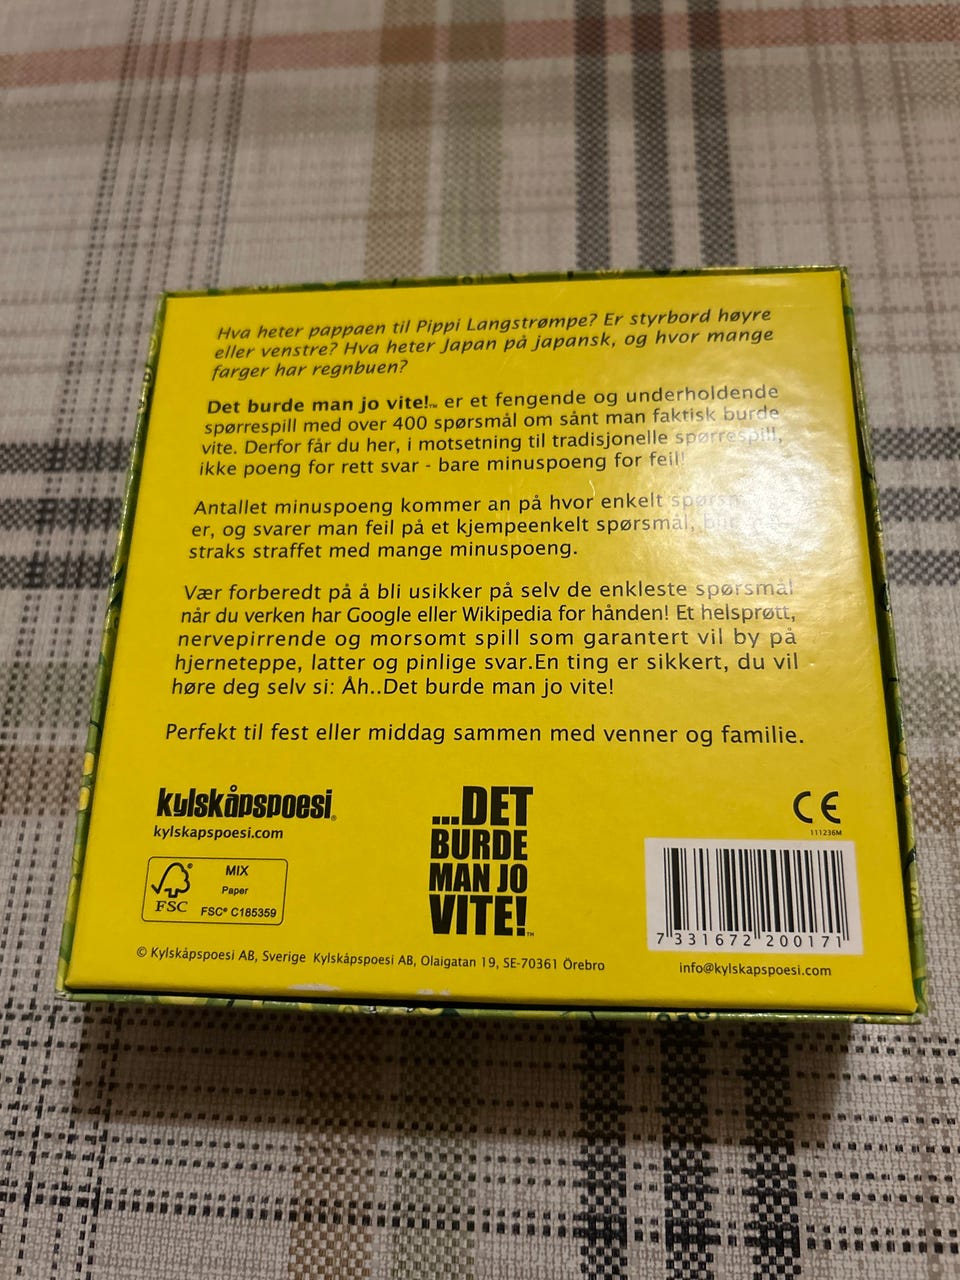 Hva heter pappaen til Pippi Langstrømpe? Er styrbord høyre
eller venstre? Hva heter Japan på japansk, og hvor mange
farger har regnbuen?
Det burde man jo vite!™ er et fengende og underholdende
spørrespill med over 400 spørsmål om sånt man faktisk burde
vite. Derfor får du her, i motsetning til tradisjonelle spørrespill,
ikke poeng for rett svar - bare minuspoeng for feil!
Antallet minuspoeng kommer an på hvor enkelt
er, og svarer man feil på et kjempeenkelt spørsmål,
straks straffet med mange minuspoeng.
Vær forberedt på å bli usikker på selv de enkleste spørsmål
når du verken har Google eller Wikipedia for hånden! Et helsprøtt,
nervepirrende og morsomt spill som garantert vil by på
hjerneteppe, latter og pinlige svar.En ting er sikkert, du vil
høre deg selv si: Åh..Det burde man jo vite!
Perfekt til fest eller middag sammen med venner og familie.
kylskåpspoesi®
kylskapspoesi.com
FSC®
MIX
Paper
FSC® C185359
...DET
BURDE
MAN JO
VITE!™
CE
111236M
7 331672 200171
info@kylskapspoesi.com
© Kylskåpspoesi AB, Sverige Kylskåpspoesi AB, Olaigatan 19, SE-70361 Örebro